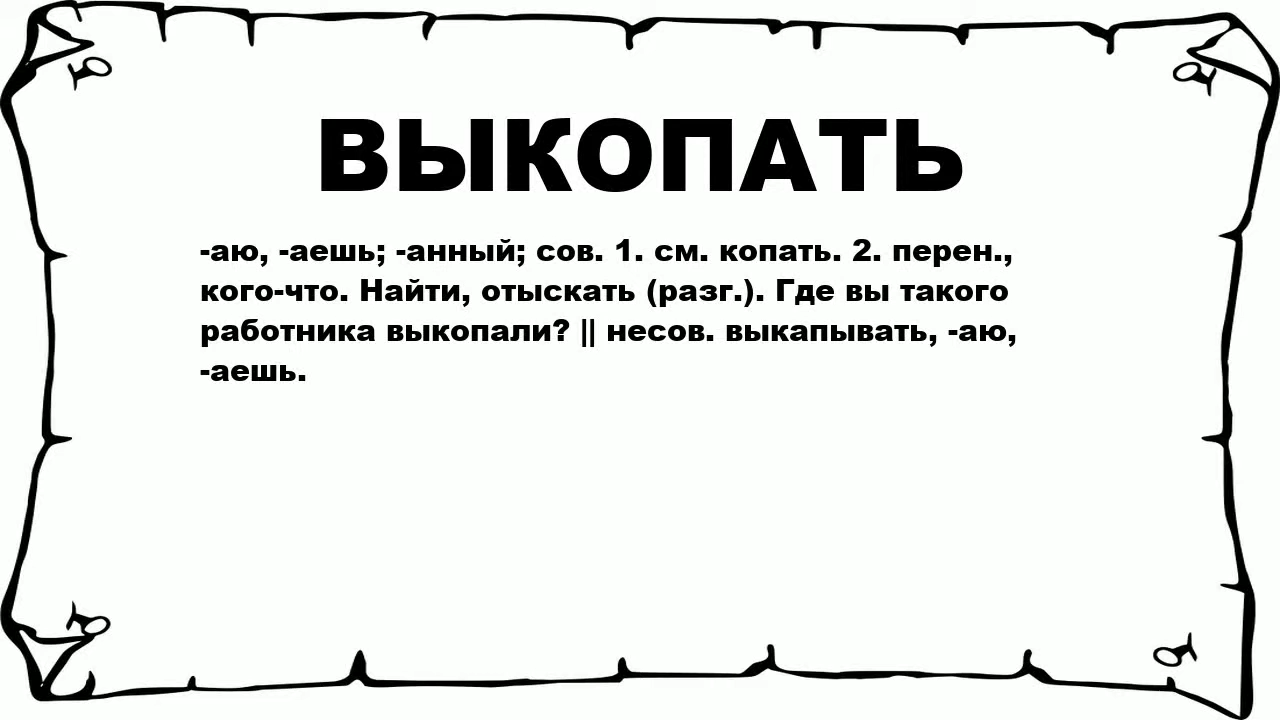 ВЫКОПАТЬ
-аю, -аешь; -анный; сов. 1. см. копать. 2. перен.,
кого-что. Найти, отыскать (разг.). Где вы такого
работника выкопали? || несов. выкапывать, -аю,
-аешь.